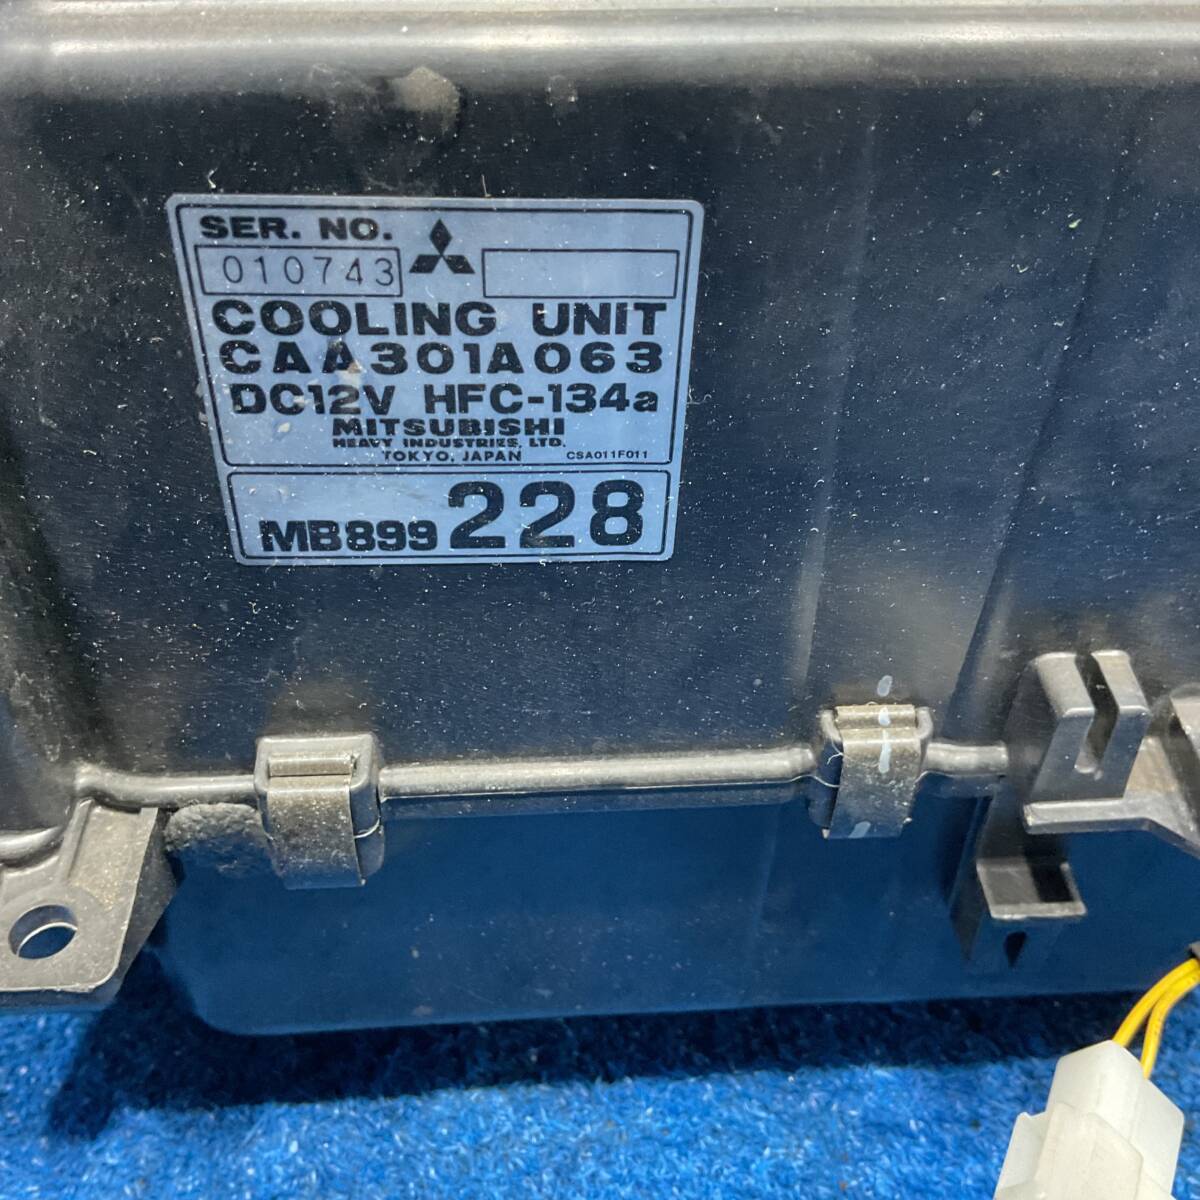 SER. NO.
010743
COOLING UNIT
CAA301A063
DC12V HFC-134a
MITSUBISHI
HEAVY INDUSTRIES, LTD.
TOKYO, JAPAN CSA011F011
MB899 228